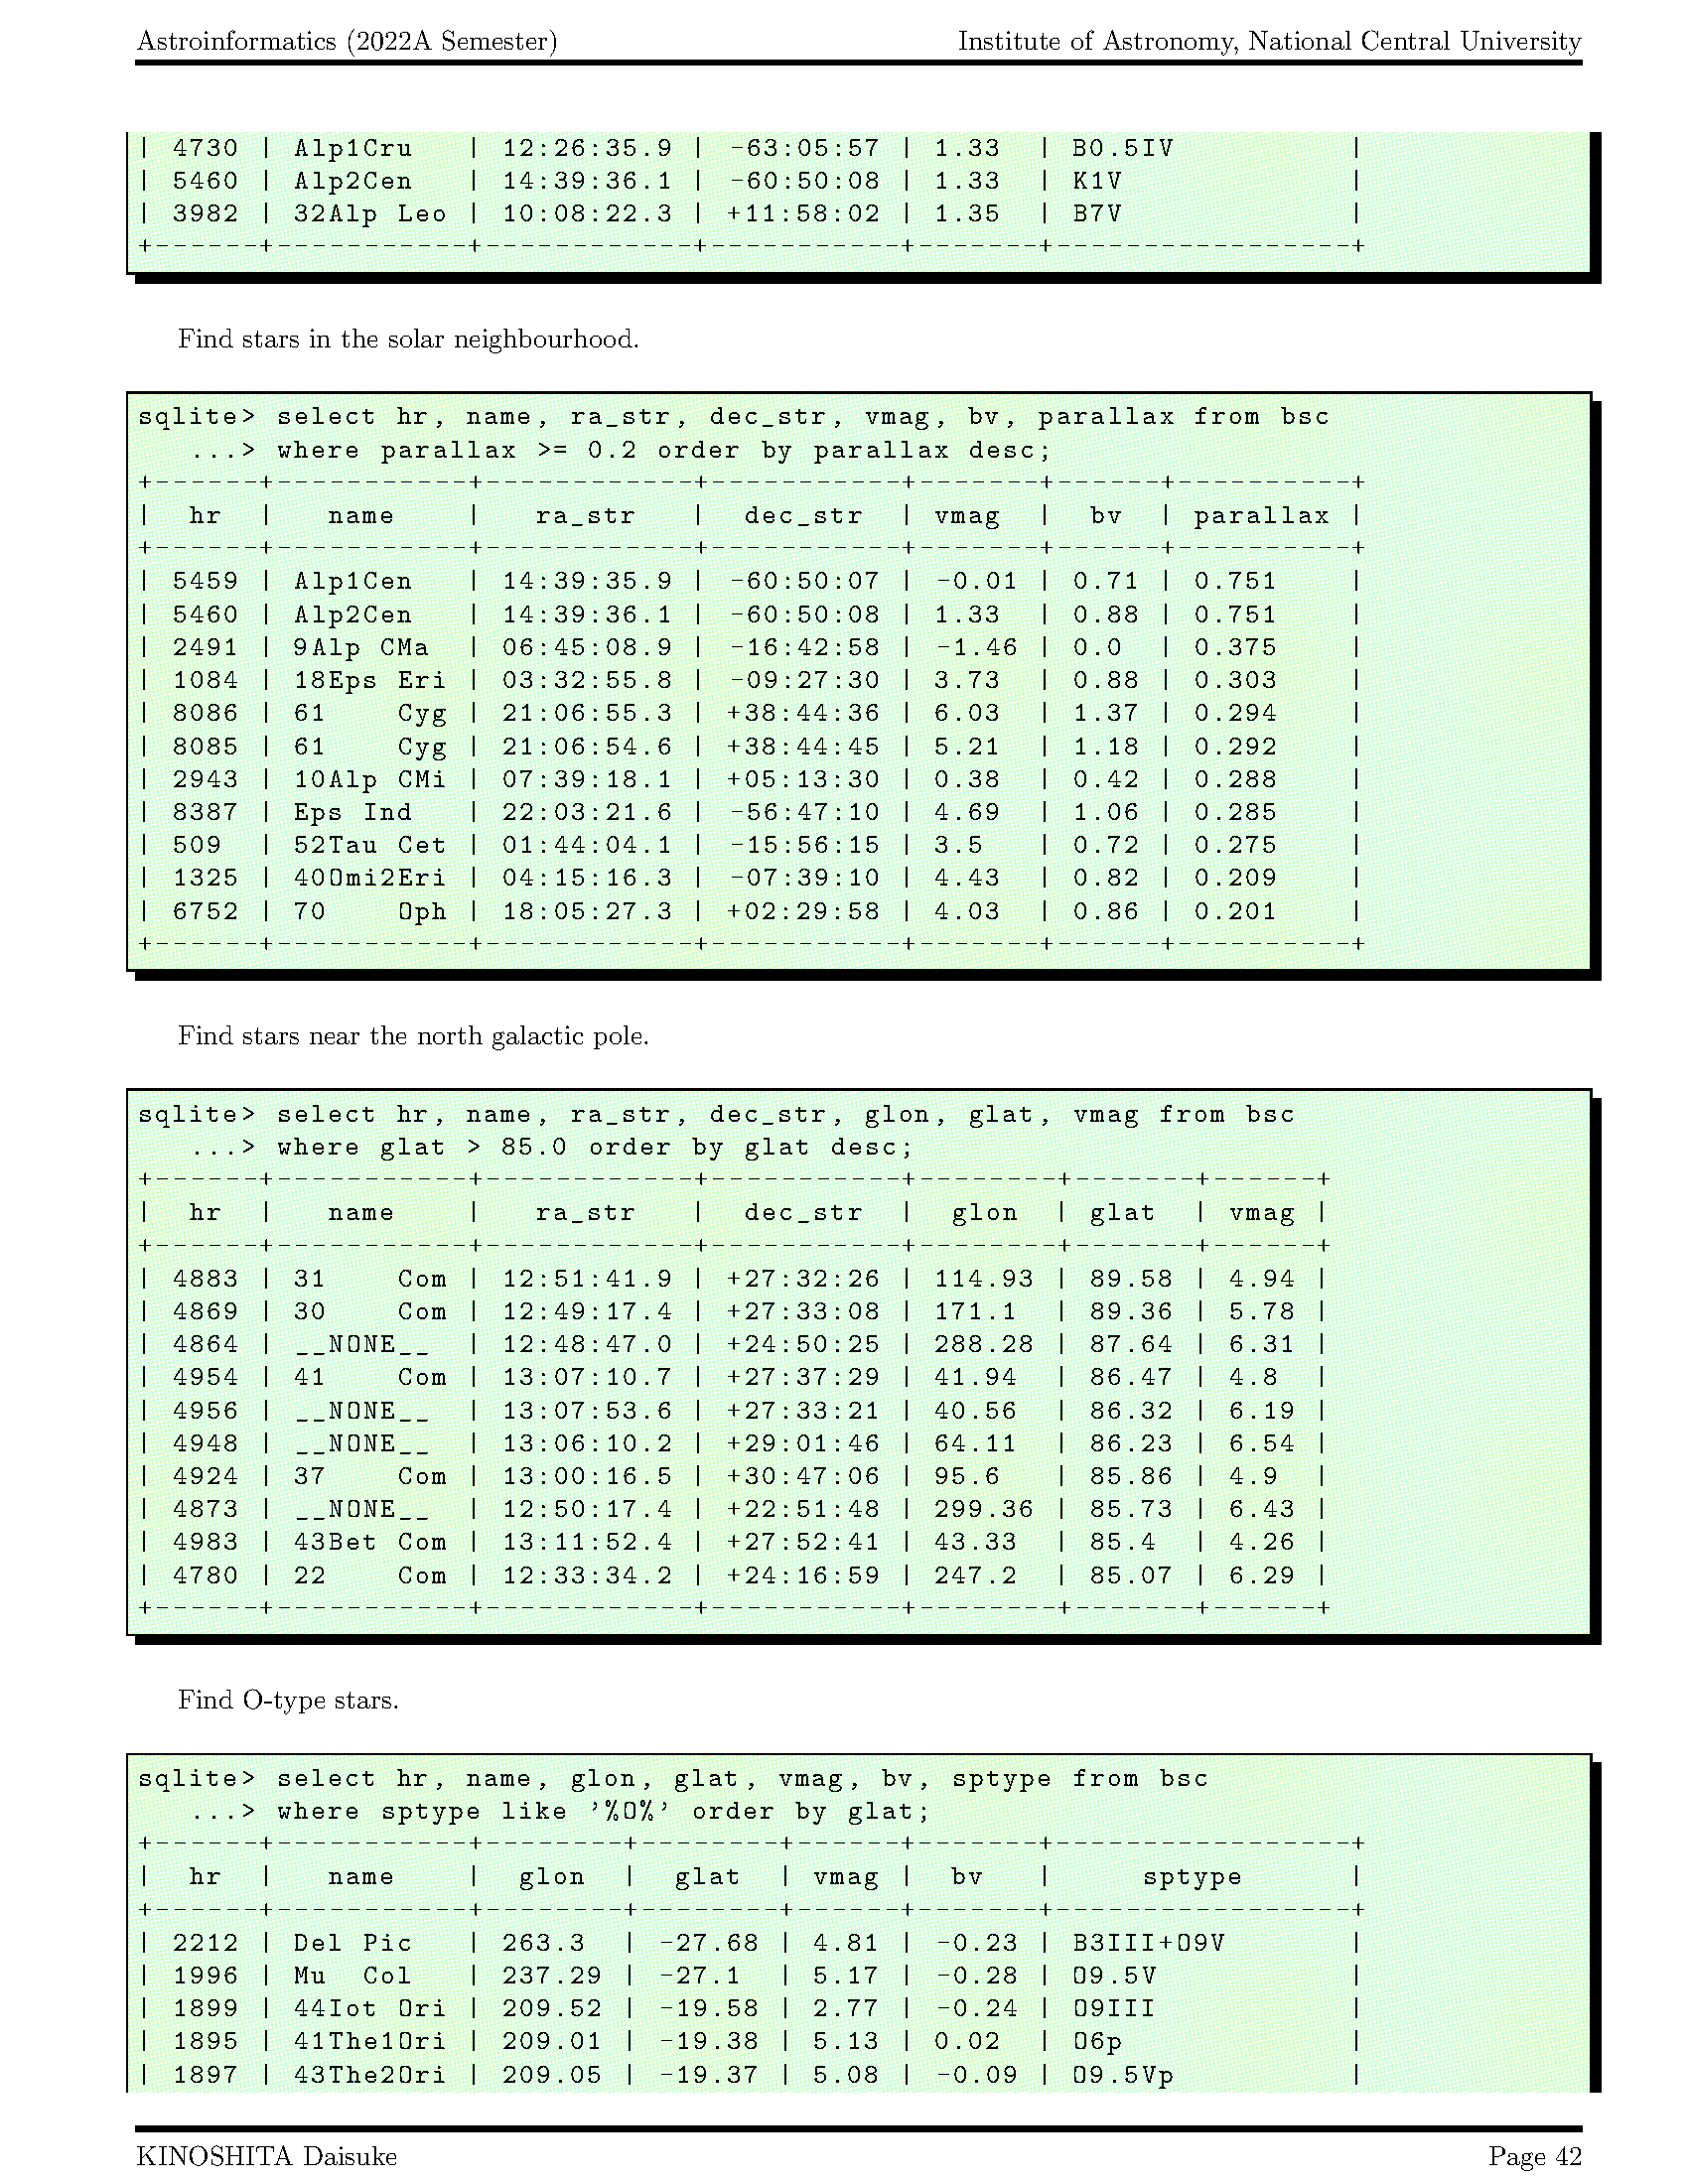 Astroinformatics (2022A Semester) Institute of Astronomy, National Central University
| 4730 | Alp1Cru   | 12:26:35.9 | -63:05:57 | 1.33  | B0.5IV          |
| 5460 | Alp2Cen   | 14:39:36.1 | -60:50:08 | 1.33  | K1V             |
| 3982 | 32Alp Leo | 10:08:22.3 | +11:58:02 | 1.35  | B7V             |
+------+-----------+------------+-----------+-------+-----------------+
Find stars in the solar neighbourhood.
sqlite> select hr, name, ra_str, dec_str, vmag, bv, parallax from bsc
   ...> where parallax >= 0.2 order by parallax desc;
+------+-----------+------------+-----------+-------+------+----------+
|  hr  |   name    |   ra_str   |  dec_str  | vmag  |  bv  | parallax |
+------+-----------+------------+-----------+-------+------+----------+
| 5459 | Alp1Cen   | 14:39:35.9 | -60:50:07 | -0.01 | 0.71 | 0.751    |
| 5460 | Alp2Cen   | 14:39:36.1 | -60:50:08 | 1.33  | 0.88 | 0.751    |
| 2491 | 9Alp CMa  | 06:45:08.9 | -16:42:58 | -1.46 | 0.0  | 0.375    |
| 1084 | 18Eps Eri | 03:32:55.8 | -09:27:30 | 3.73  | 0.88 | 0.303    |
| 8086 | 61    Cyg | 21:06:55.3 | +38:44:36 | 6.03  | 1.37 | 0.294    |
| 8085 | 61    Cyg | 21:06:54.6 | +38:44:45 | 5.21  | 1.18 | 0.292    |
| 2943 | 10Alp CMi | 07:39:18.1 | +05:13:30 | 0.38  | 0.42 | 0.288    |
| 8387 | Eps Ind   | 22:03:21.6 | -56:47:10 | 4.69  | 1.06 | 0.285    |
| 509  | 52Tau Cet | 01:44:04.1 | -15:56:15 | 3.5   | 0.72 | 0.275    |
| 1325 | 40Omi2Eri | 04:15:16.3 | -07:39:10 | 4.43  | 0.82 | 0.209    |
| 6752 | 70    Oph | 18:05:27.3 | +02:29:58 | 4.03  | 0.86 | 0.201    |
+------+-----------+------------+-----------+-------+------+----------+
Find stars near the north galactic pole.
sqlite> select hr, name, ra_str, dec_str, glon, glat, vmag from bsc
   ...> where glat > 85.0 order by glat desc;
+------+-----------+------------+-----------+--------+-------+------+
|  hr  |   name    |   ra_str   |  dec_str  |  glon  | glat  | vmag |
+------+-----------+------------+-----------+--------+-------+------+
| 4883 | 31    Com | 12:51:41.9 | +27:32:26 | 114.93 | 89.58 | 4.94 |
| 4869 | 30    Com | 12:49:17.4 | +27:33:08 | 171.1  | 89.36 | 5.78 |
| 4864 | __NONE__  | 12:48:47.0 | +24:50:25 | 288.28 | 87.64 | 6.31 |
| 4954 | 41    Com | 13:07:10.7 | +27:37:29 | 41.94  | 86.47 | 4.8  |
| 4956 | __NONE__  | 13:07:53.6 | +27:33:21 | 40.56  | 86.32 | 6.19 |
| 4948 | __NONE__  | 13:06:10.2 | +29:01:46 | 64.11  | 86.23 | 6.54 |
| 4924 | 37    Com | 13:00:16.5 | +30:47:06 | 95.6   | 85.86 | 4.9  |
| 4873 | __NONE__  | 12:50:17.4 | +22:51:48 | 299.36 | 85.73 | 6.43 |
| 4983 | 43Bet Com | 13:11:52.4 | +27:52:41 | 43.33  | 85.4  | 4.26 |
| 4780 | 22    Com | 12:33:34.2 | +24:16:59 | 247.2  | 85.07 | 6.29 |
+------+-----------+------------+-----------+--------+-------+------+
Find O-type stars.
sqlite> select hr, name, glon, glat, vmag, bv, sptype from bsc
   ...> where sptype like '%O%' order by glat;
+------+-----------+--------+--------+------+-------+-----------------+
|  hr  |   name    |  glon  |  glat  | vmag |  bv   |     sptype      |
+------+-----------+--------+--------+------+-------+-----------------+
| 2212 | Del Pic   | 263.3  | -27.68 | 4.81 | -0.23 | B3III+O9V       |
| 1996 | Mu  Col   | 237.29 | -27.1  | 5.17 | -0.28 | O9.5V           |
| 1899 | 44Iot Ori | 209.52 | -19.58 | 2.77 | -0.24 | O9III           |
| 1895 | 41The1Ori | 209.01 | -19.38 | 5.13 | 0.02  | O6p             |
| 1897 | 43The2Ori | 209.05 | -19.37 | 5.08 | -0.09 | O9.5Vp          |
KINOSHITA Daisuke Page 42